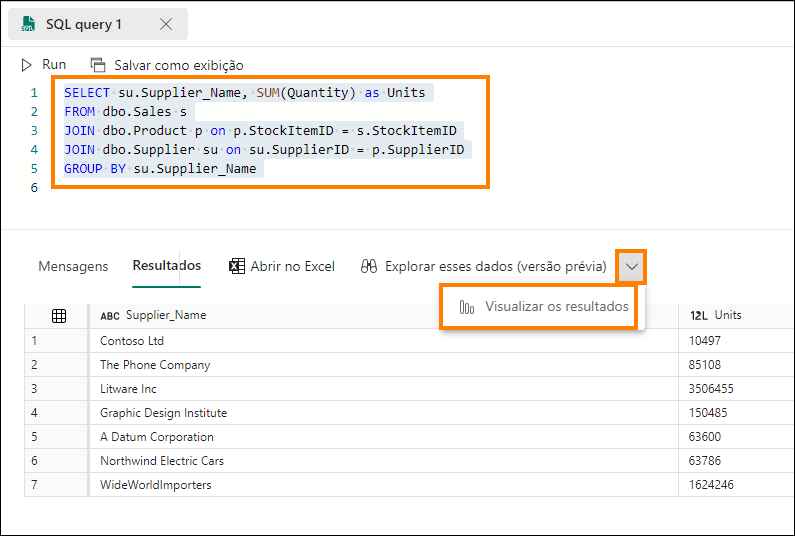 SQL query 1
Run Salvar como exibição
1 SELECT su.Supplier_Name, SUM(Quantity) as Units
2 FROM dbo.Sales s
3 JOIN dbo.Product p on p.StockItemID = s.StockItemID
4 JOIN dbo.Supplier su on su.SupplierID = p.SupplierID
5 GROUP BY su.Supplier_Name
6
Mensagens Resultados Abrir no Excel Explorar esses dados (versão prévia)
Visualizar os resultados
ABC Supplier_Name 12L Units
1 Contoso Ltd 10497
2 The Phone Company 85108
3 Litware Inc 3506455
4 Graphic Design Institute 150485
5 A Datum Corporation 63600
6 Northwind Electric Cars 63786
7 WideWorldImporters 1624246